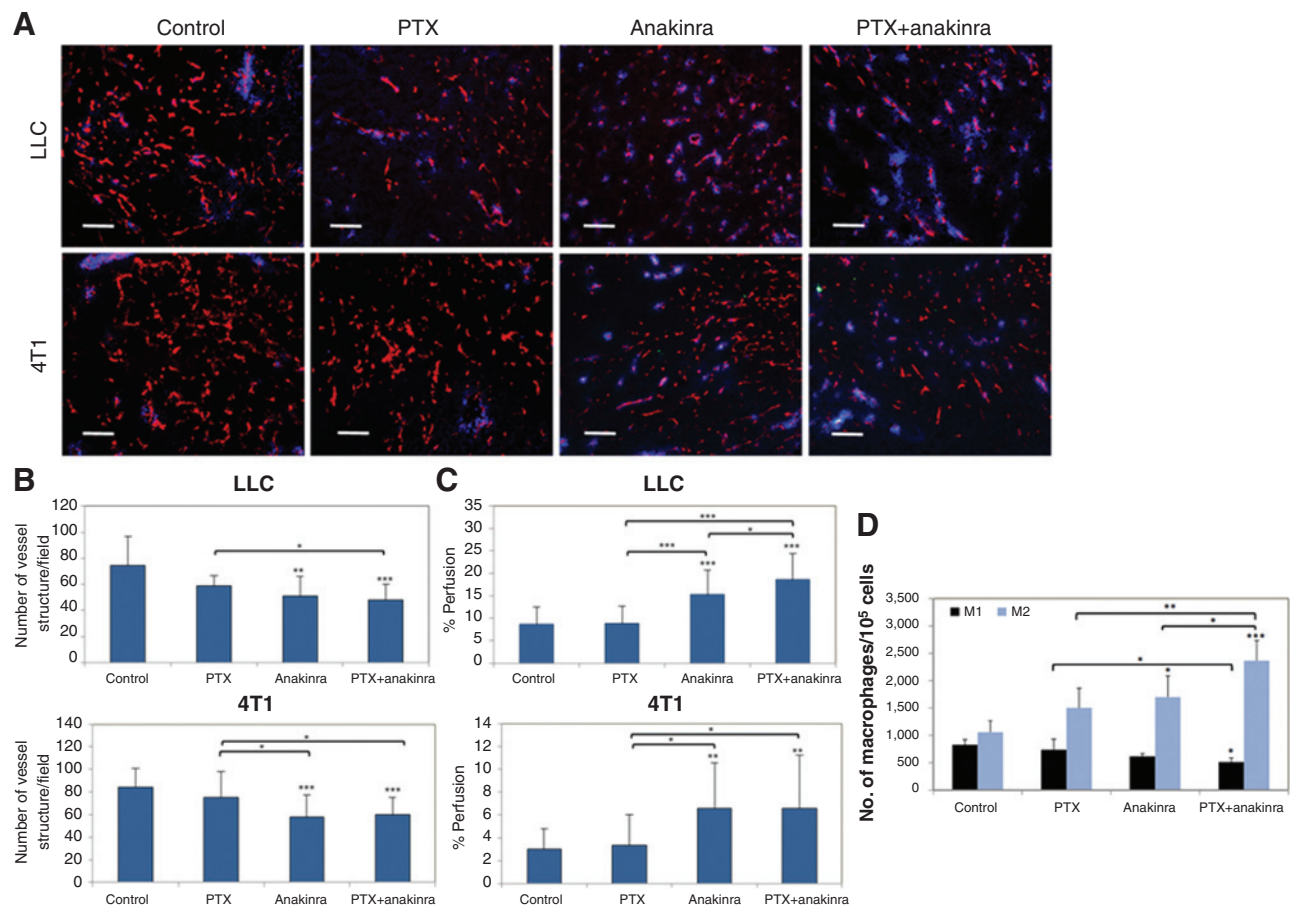 A
Control PTX Anakinra PTX+anakinra
LLC
4T1
B
LLC
Number of vessel
structure/field
120
100
80
60
40
20
0
*
**
***
Control PTX Anakinra PTX+anakinra
4T1
Number of vessel
structure/field
140
120
100
80
60
40
20
0
*
*
***
***
Control PTX Anakinra PTX+anakinra
C
LLC
% Perfusion
35
30
25
20
15
10
5
0
***
*
***
***
***
Control PTX Anakinra PTX+anakinra
4T1
% Perfusion
14
12
10
8
6
4
2
0
*
*
**
**
Control PTX Anakinra PTX+anakinra
D
No. of macrophages/10⁵ cells
3,500
3,000
2,500
2,000
1,500
1,000
500
0
M1 M2
**
*
***
*
*
*
Control PTX Anakinra PTX+anakinra